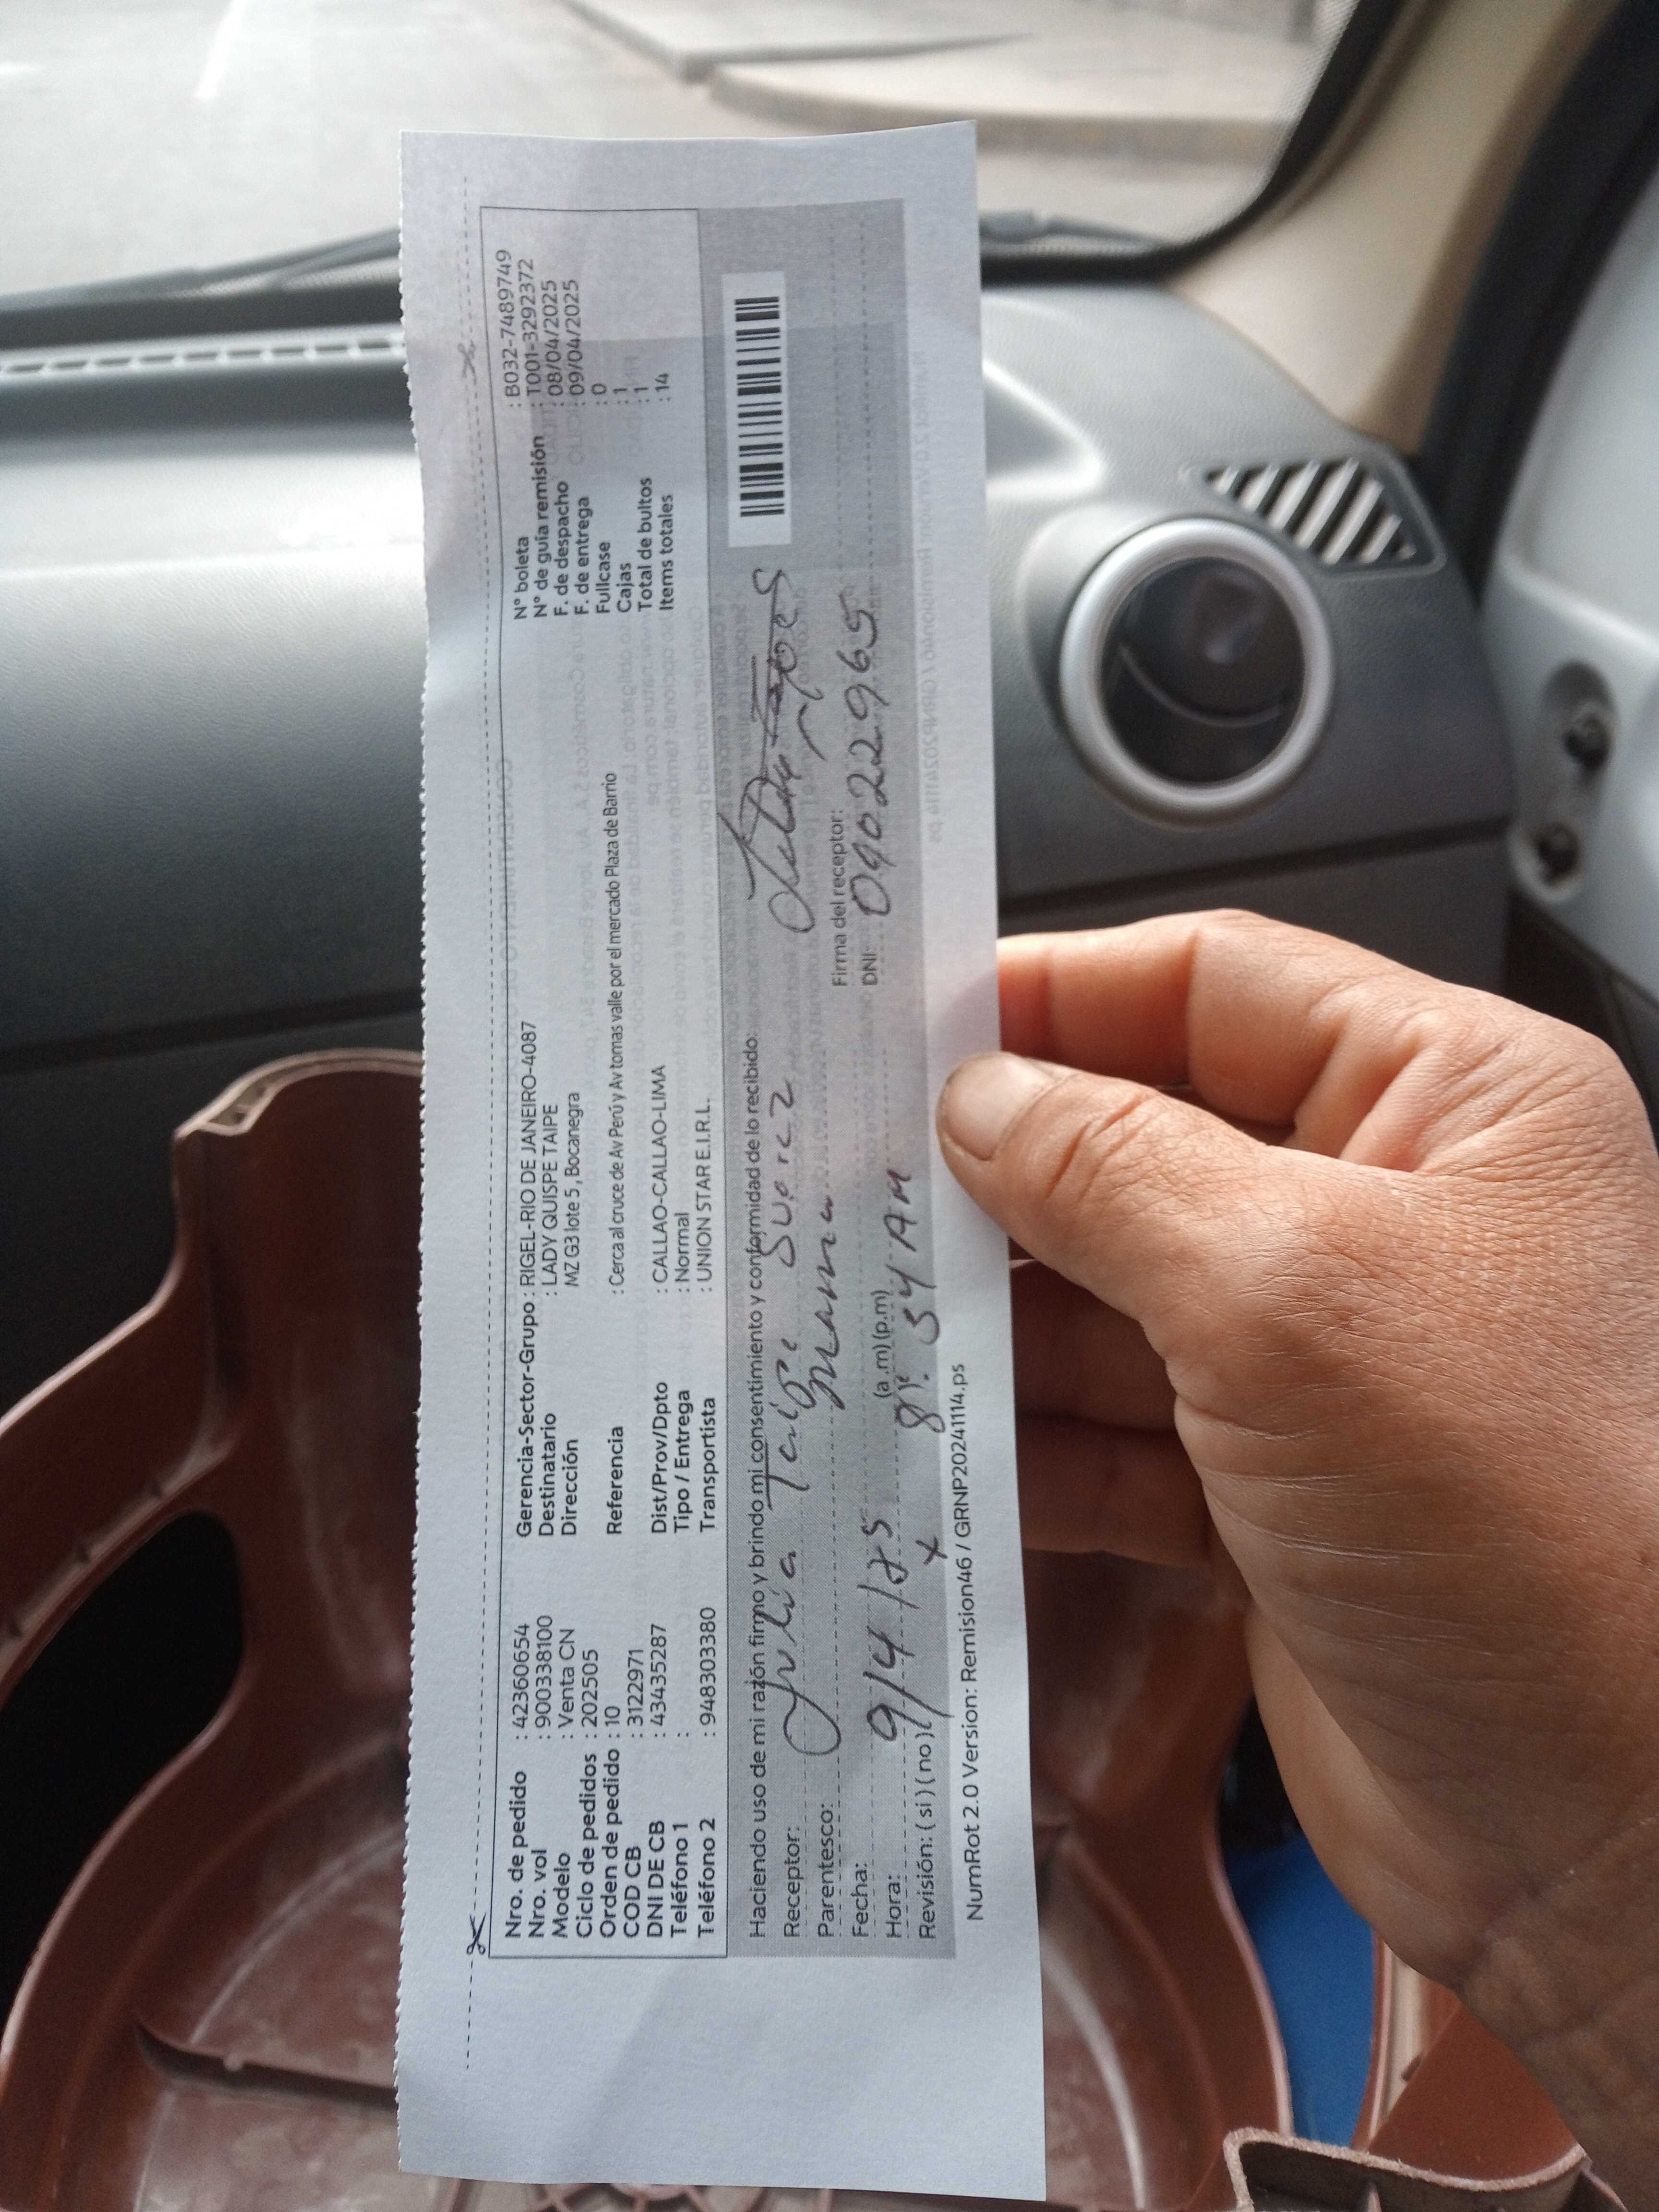 Nro. de pedido : 42360654
Nro. vol : 900338100
Modelo : Venta CN
Ciclo de pedidos : 202505
Orden de pedido : 10
COD CB : 3122971
DNI DE CB : 43435287
Teléfono 1 :
Teléfono 2 : 948303380
Gerencia-Sector-Grupo : RIGEL-RIO DE JANEIRO-4087
Destinatario : LADY QUISPE TAIPE
Dirección MZ G3 lote 5 , Bocanegra
Referencia : Cerca al cruce de Av Perú y Av tomas valle por el mercado Plaza de Barrio
Dist/Prov/Dpto : CALLAO-CALLAO-LIMA
Tipo / Entrega : Normal
Transportista : UNION STAR E.I.R.L.
N° boleta : B032-7489749
N° de guía remisión : T001-3292372
F. de despacho : 08/04/2025
F. de entrega : 09/04/2025
Fullcase : 0
Cajas : 1
Total de bultos : 1
Items totales : 14
Haciendo uso de mi razón firmo y brindo mi consentimiento y conformidad de lo recibido:
Receptor: Julia Taipe Suarez
Parentesco: mama
Firma del receptor:
Fecha: 9/4/25
DNI: 09022965
Hora: (a .m) (p.m) 8: 54 AM
Revisión: ( si ) ( no ) x
NumRot 2.0 Version: Remision46 / GRNP20241114.ps